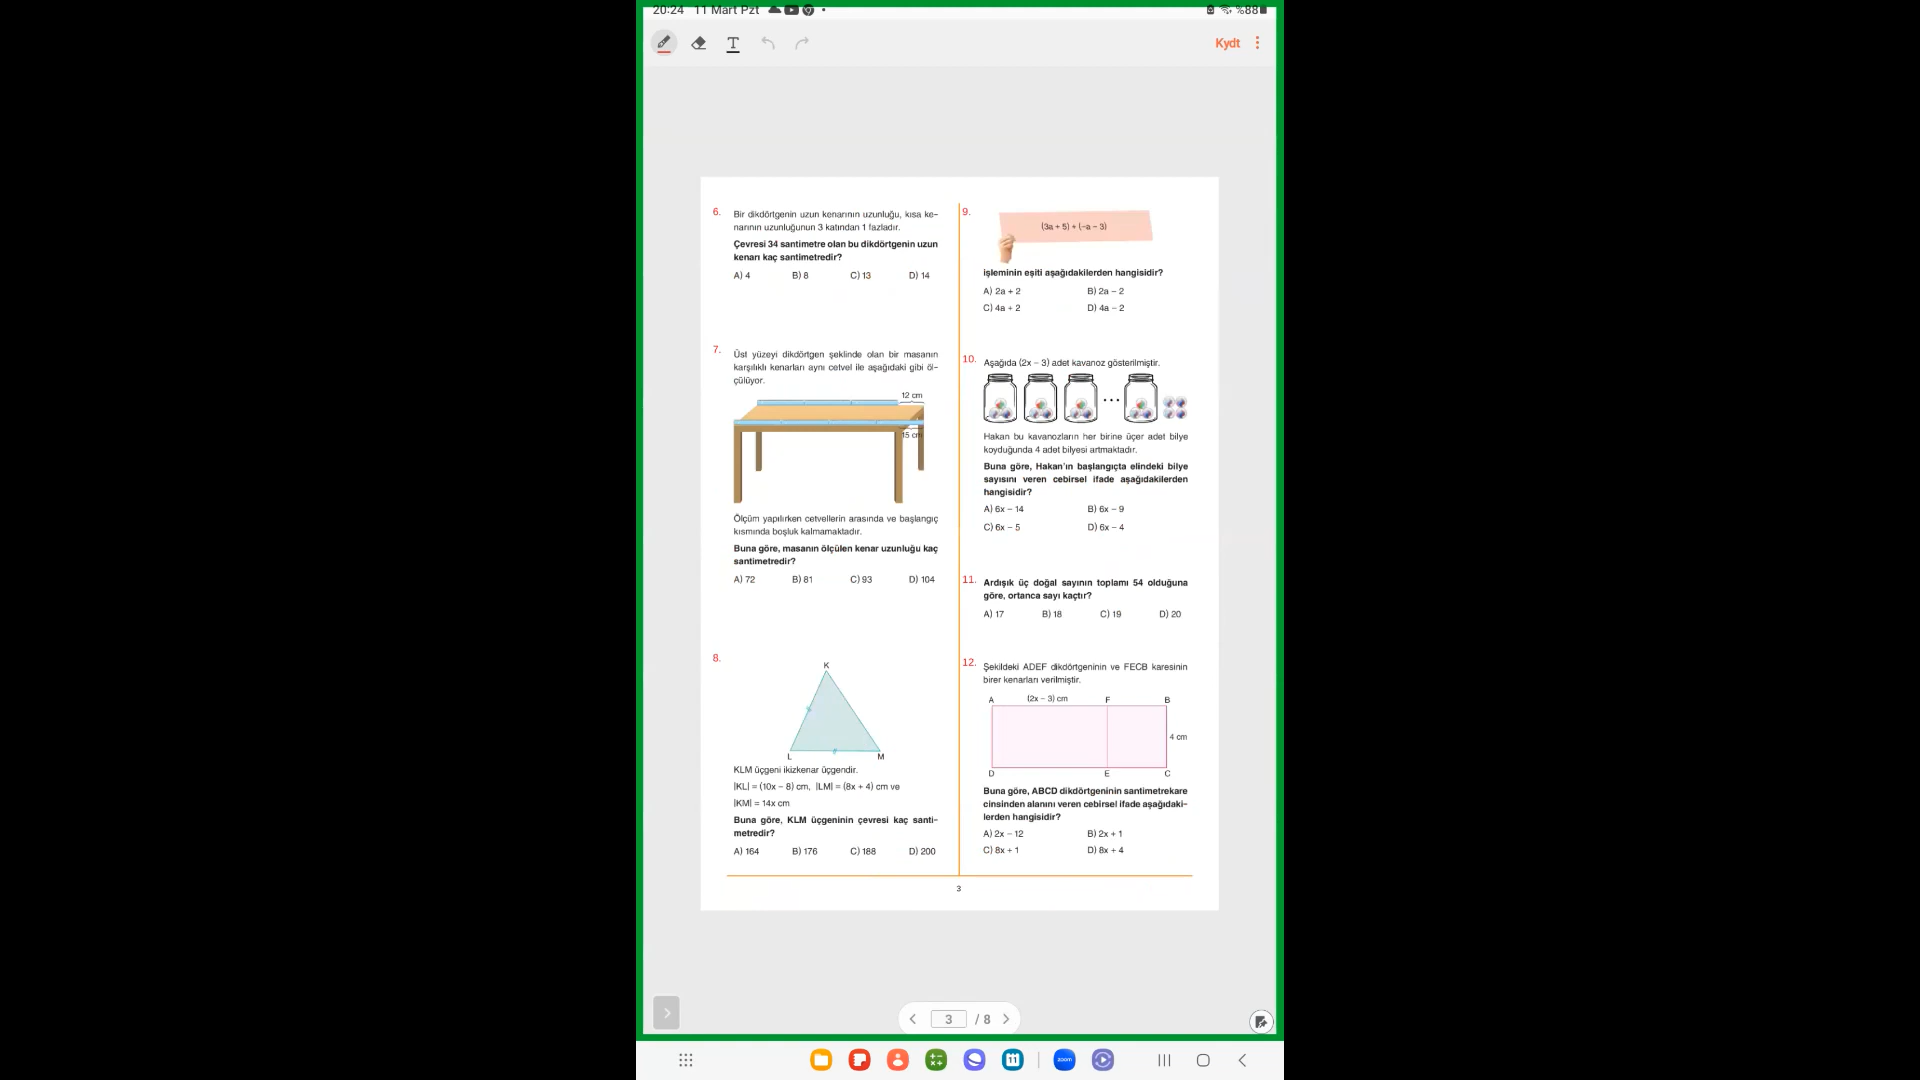 20:24 11 Mart Pzt
%88
T
Kydt
6.
Bir dikdörtgenin uzun kenarının uzunluğu, kısa ke-
narının uzunluğunun 3 katından 1 fazladır.
Çevresi 34 santimetre olan bu dikdörtgenin uzun
kenarı kaç santimetredir?
A) 4 B) 8 C) 13 D) 14
7.
Üst yüzeyi dikdörtgen şeklinde olan bir masanın
karşılıklı kenarları aynı cetvel ile aşağıdaki gibi öl-
çülüyor.
12 cm
15 cm
Ölçüm yapılırken cetvellerin arasında ve başlangıç
kısmında boşluk kalmamaktadır.
Buna göre, masanın ölçülen kenar uzunluğu kaç
santimetredir?
A) 72 B) 81 C) 93 D) 104
8.
K
L M
KLM üçgeni ikizkenar üçgendir.
|KL| = (10x – 8) cm, |LM| = (8x + 4) cm ve
|KM| = 14x cm
Buna göre, KLM üçgeninin çevresi kaç santi-
metredir?
A) 164 B) 176 C) 188 D) 200
9.
(3a + 5) + (–a – 3)
işleminin eşiti aşağıdakilerden hangisidir?
A) 2a + 2 B) 2a – 2
C) 4a + 2 D) 4a – 2
10.
Aşağıda (2x – 3) adet kavanoz gösterilmiştir.
...
Hakan bu kavanozların her birine üçer adet bilye
koyduğunda 4 adet bilyesi artmaktadır.
Buna göre, Hakan'ın başlangıçta elindeki bilye
sayısını veren cebirsel ifade aşağıdakilerden
hangisidir?
A) 6x – 14 B) 6x – 9
C) 6x – 5 D) 6x – 4
11.
Ardışık üç doğal sayının toplamı 54 olduğuna
göre, ortanca sayı kaçtır?
A) 17 B) 18 C) 19 D) 20
12.
Şekildeki ADEF dikdörtgeninin ve FECB karesinin
birer kenarları verilmiştir.
A (2x – 3) cm F B
4 cm
D E C
Buna göre, ABCD dikdörtgeninin santimetrekare
cinsinden alanını veren cebirsel ifade aşağıdaki-
lerden hangisidir?
A) 2x – 12 B) 2x + 1
C) 8x + 1 D) 8x + 4
3
3 / 8
11
zoom